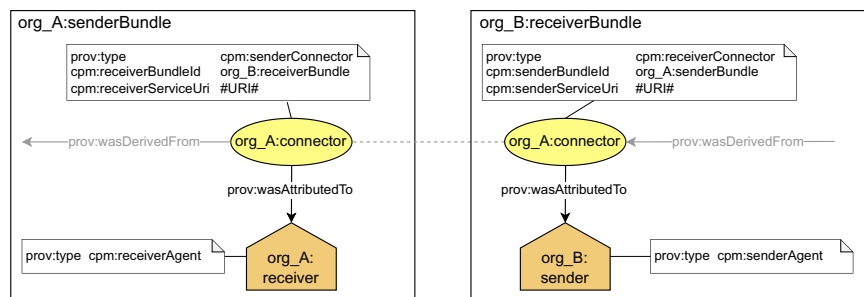 org_A:senderBundle
prov:type cpm:senderConnector
cpm:receiverBundleId org_B:receiverBundle
cpm:receiverServiceUri #URI#
prov:wasDerivedFrom
org_A:connector
prov:wasAttributedTo
prov:type cpm:receiverAgent
org_A:
receiver
org_B:receiverBundle
prov:type cpm:receiverConnector
cpm:senderBundleId org_A:senderBundle
cpm:senderServiceUri #URI#
org_A:connector
prov:wasDerivedFrom
prov:wasAttributedTo
org_B:
sender
prov:type cpm:senderAgent